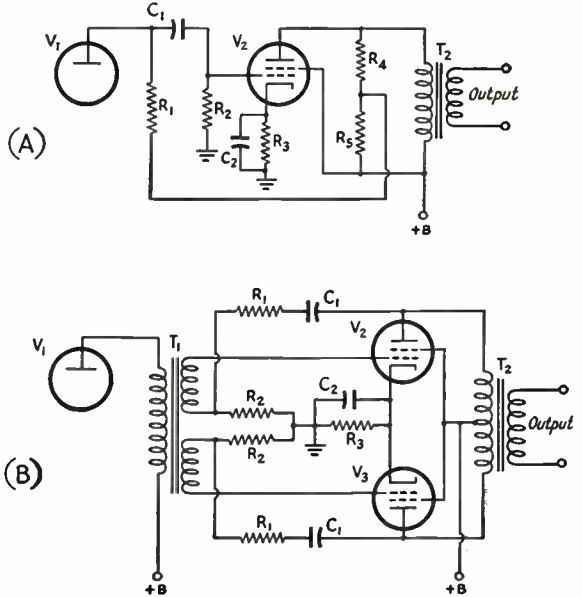 C1
V1
V2
R4
T2
R1
R2
Output
(A)
R5
C2
R3
+B
R1
C1
V2
V1
T1
T2
C2
R2
R3
Output
R2
(B)
V3
R1
C1
+B
+B